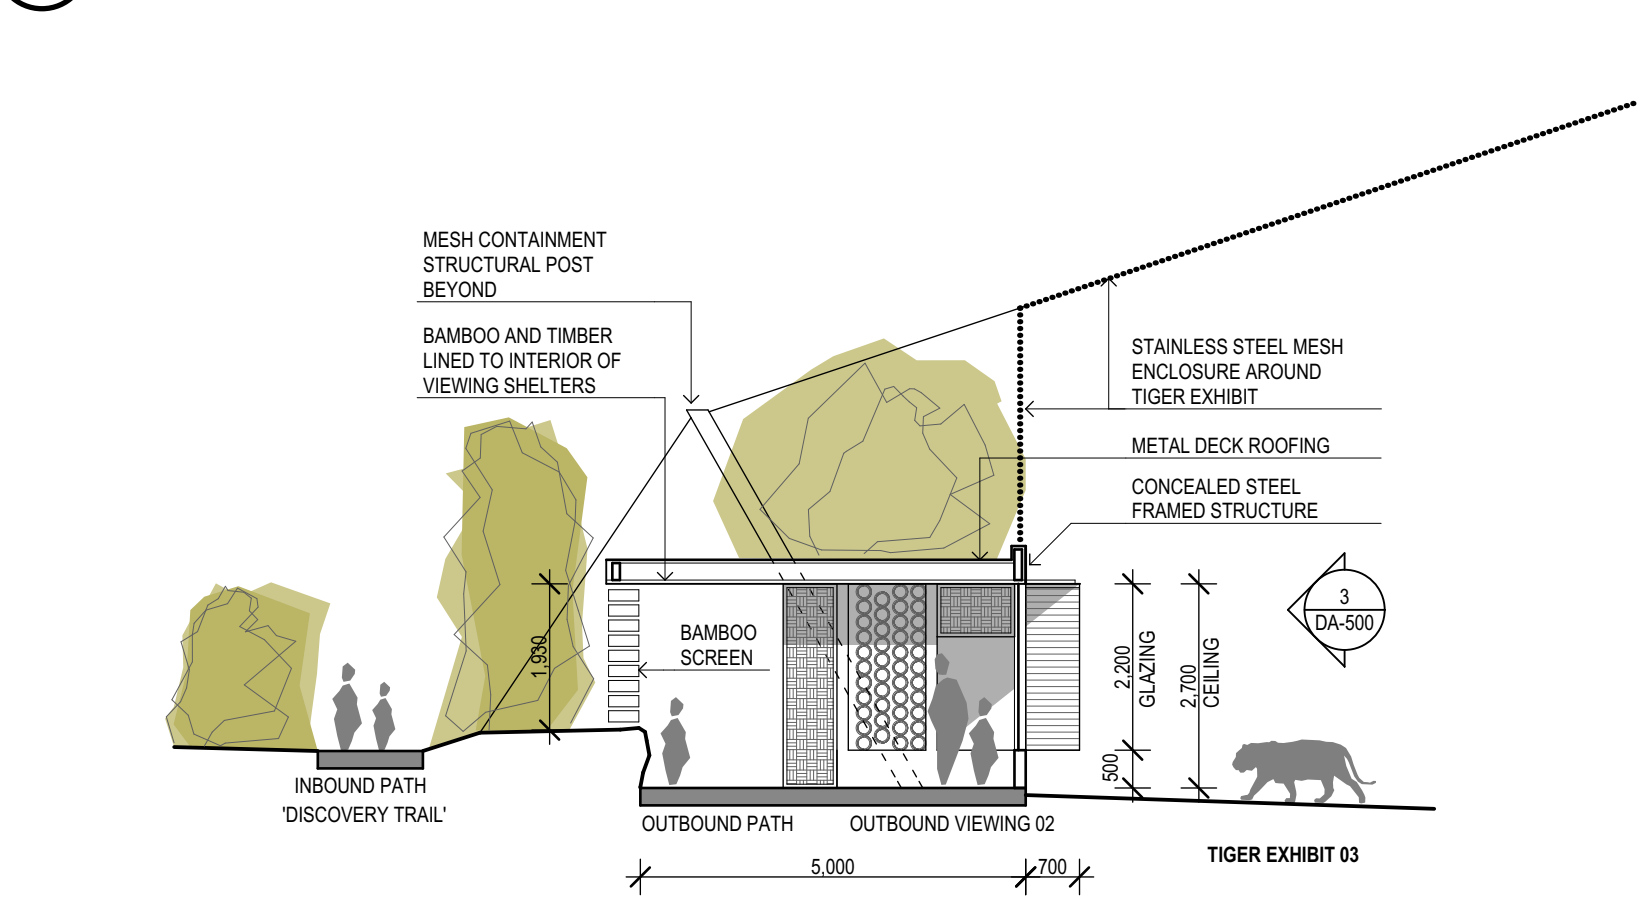 MESH CONTAINMENT
STRUCTURAL POST
BEYOND
BAMBOO AND TIMBER
LINED TO INTERIOR OF
VIEWING SHELTERS
STAINLESS STEEL MESH
ENCLOSURE AROUND
TIGER EXHIBIT
METAL DECK ROOFING
CONCEALED STEEL
FRAMED STRUCTURE
3
DA-500
1,930
BAMBOO
SCREEN
2,200
GLAZING
2,700
CEILING
500
INBOUND PATH
'DISCOVERY TRAIL'
OUTBOUND PATH
OUTBOUND VIEWING 02
TIGER EXHIBIT 03
5,000
700